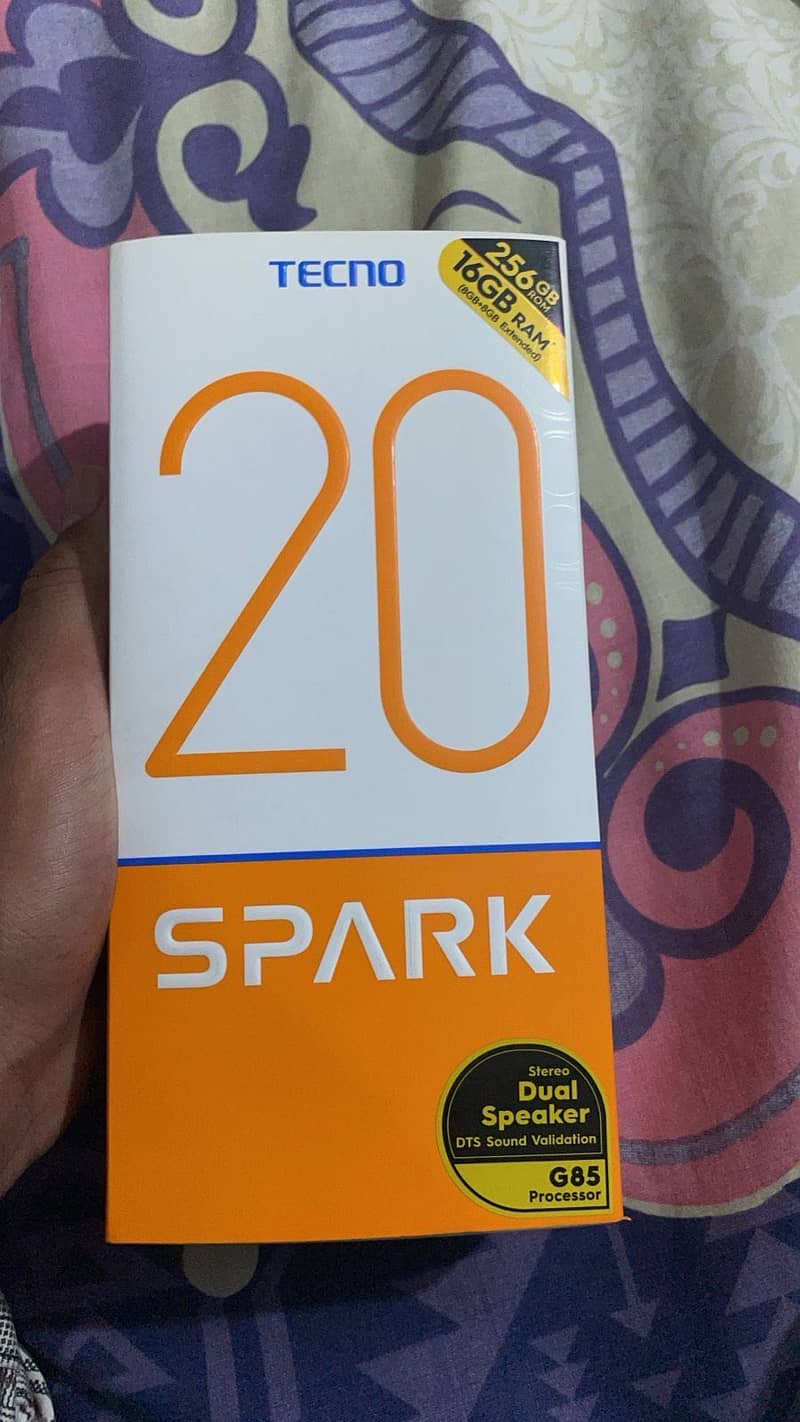 TECNO
256GB ROM
16GB RAM*
(8GB+8GB Extended)
20
SPARK
Stereo
Dual
Speaker
DTS Sound Validation
G85
Processor